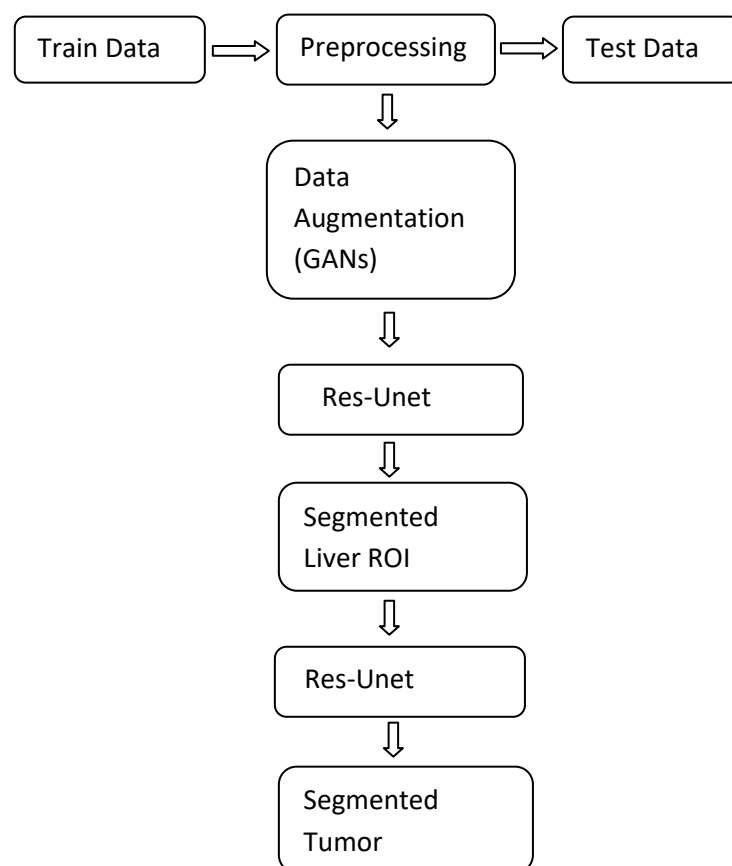 Train Data
Preprocessing
Test Data
Data
Augmentation
(GANs)
Res-Unet
Segmented
Liver ROI
Res-Unet
Segmented
Tumor